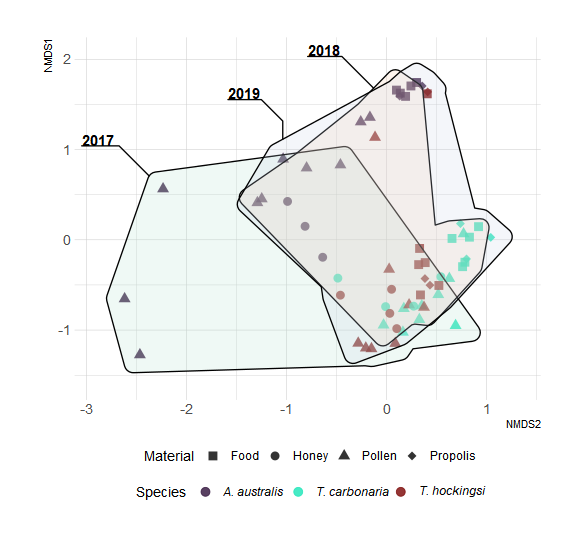 NMDS1
2018
2019
2017
2
1
0
-1
-3
-2
-1
0
1
NMDS2
Material
Food
Honey
Pollen
Propolis
Species
A. australis
T. carbonaria
T. hockingsi